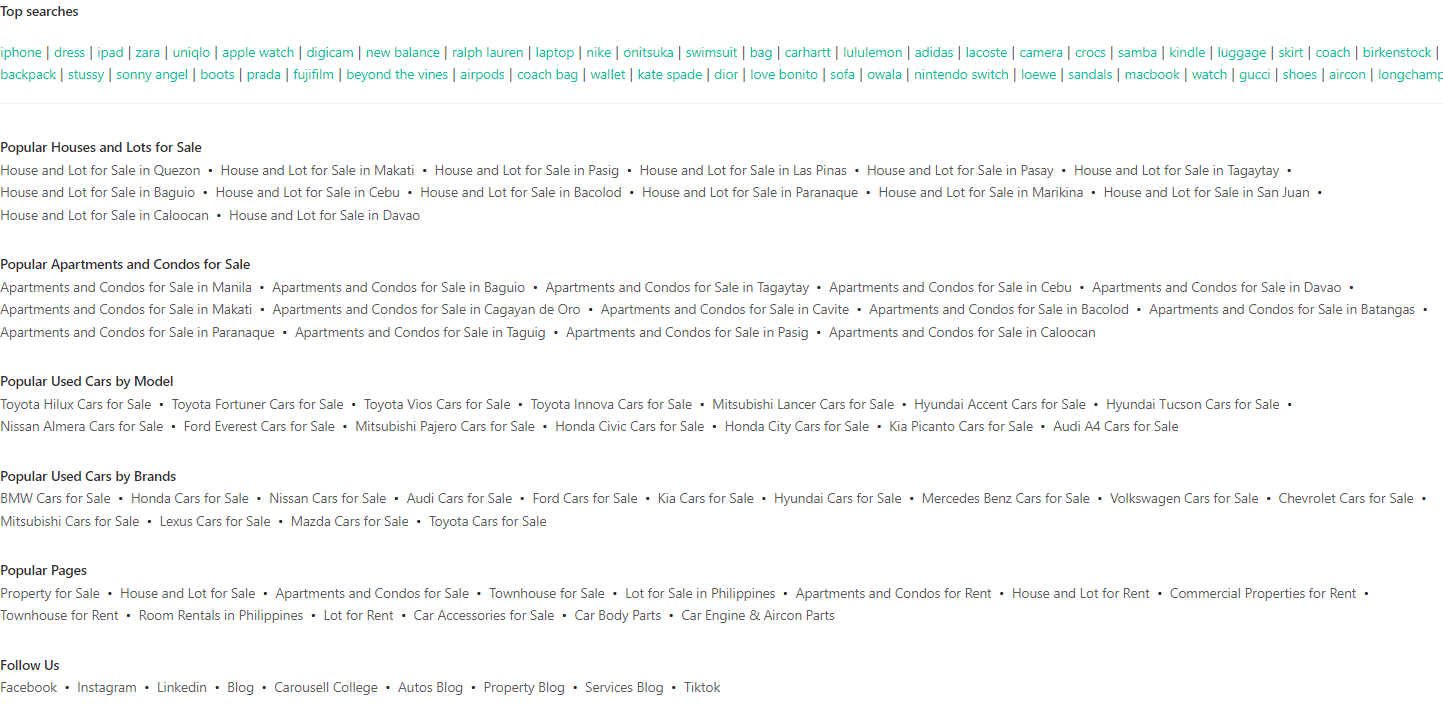 Top searches
iphone | dress | ipad | zara | uniqlo | apple watch | digicam | new balance | ralph lauren | laptop | nike | onitsuka | swimsuit | bag | carhartt | lululemon | adidas | lacoste | camera | crocs | samba | kindle | luggage | skirt | coach | birkenstock |
backpack | stussy | sonny angel | boots | prada | fujifilm | beyond the vines | airpods | coach bag | wallet | kate spade | dior | love bonito | sofa | owala | nintendo switch | loewe | sandals | macbook | watch | gucci | shoes | aircon | longchamp
Popular Houses and Lots for Sale
House and Lot for Sale in Quezon • House and Lot for Sale in Makati • House and Lot for Sale in Pasig • House and Lot for Sale in Las Pinas • House and Lot for Sale in Pasay • House and Lot for Sale in Tagaytay •
House and Lot for Sale in Baguio • House and Lot for Sale in Cebu • House and Lot for Sale in Bacolod • House and Lot for Sale in Paranaque • House and Lot for Sale in Marikina • House and Lot for Sale in San Juan •
House and Lot for Sale in Caloocan • House and Lot for Sale in Davao
Popular Apartments and Condos for Sale
Apartments and Condos for Sale in Manila • Apartments and Condos for Sale in Baguio • Apartments and Condos for Sale in Tagaytay • Apartments and Condos for Sale in Cebu • Apartments and Condos for Sale in Davao •
Apartments and Condos for Sale in Makati • Apartments and Condos for Sale in Cagayan de Oro • Apartments and Condos for Sale in Cavite • Apartments and Condos for Sale in Bacolod • Apartments and Condos for Sale in Batangas •
Apartments and Condos for Sale in Paranaque • Apartments and Condos for Sale in Taguig • Apartments and Condos for Sale in Pasig • Apartments and Condos for Sale in Caloocan
Popular Used Cars by Model
Toyota Hilux Cars for Sale • Toyota Fortuner Cars for Sale • Toyota Vios Cars for Sale • Toyota Innova Cars for Sale • Mitsubishi Lancer Cars for Sale • Hyundai Accent Cars for Sale • Hyundai Tucson Cars for Sale •
Nissan Almera Cars for Sale • Ford Everest Cars for Sale • Mitsubishi Pajero Cars for Sale • Honda Civic Cars for Sale • Honda City Cars for Sale • Kia Picanto Cars for Sale • Audi A4 Cars for Sale
Popular Used Cars by Brands
BMW Cars for Sale • Honda Cars for Sale • Nissan Cars for Sale • Audi Cars for Sale • Ford Cars for Sale • Kia Cars for Sale • Hyundai Cars for Sale • Mercedes Benz Cars for Sale • Volkswagen Cars for Sale • Chevrolet Cars for Sale •
Mitsubishi Cars for Sale • Lexus Cars for Sale • Mazda Cars for Sale • Toyota Cars for Sale
Popular Pages
Property for Sale • House and Lot for Sale • Apartments and Condos for Sale • Townhouse for Sale • Lot for Sale in Philippines • Apartments and Condos for Rent • House and Lot for Rent • Commercial Properties for Rent •
Townhouse for Rent • Room Rentals in Philippines • Lot for Rent • Car Accessories for Sale • Car Body Parts • Car Engine & Aircon Parts
Follow Us
Facebook • Instagram • Linkedin • Blog • Carousell College • Autos Blog • Property Blog • Services Blog • Tiktok